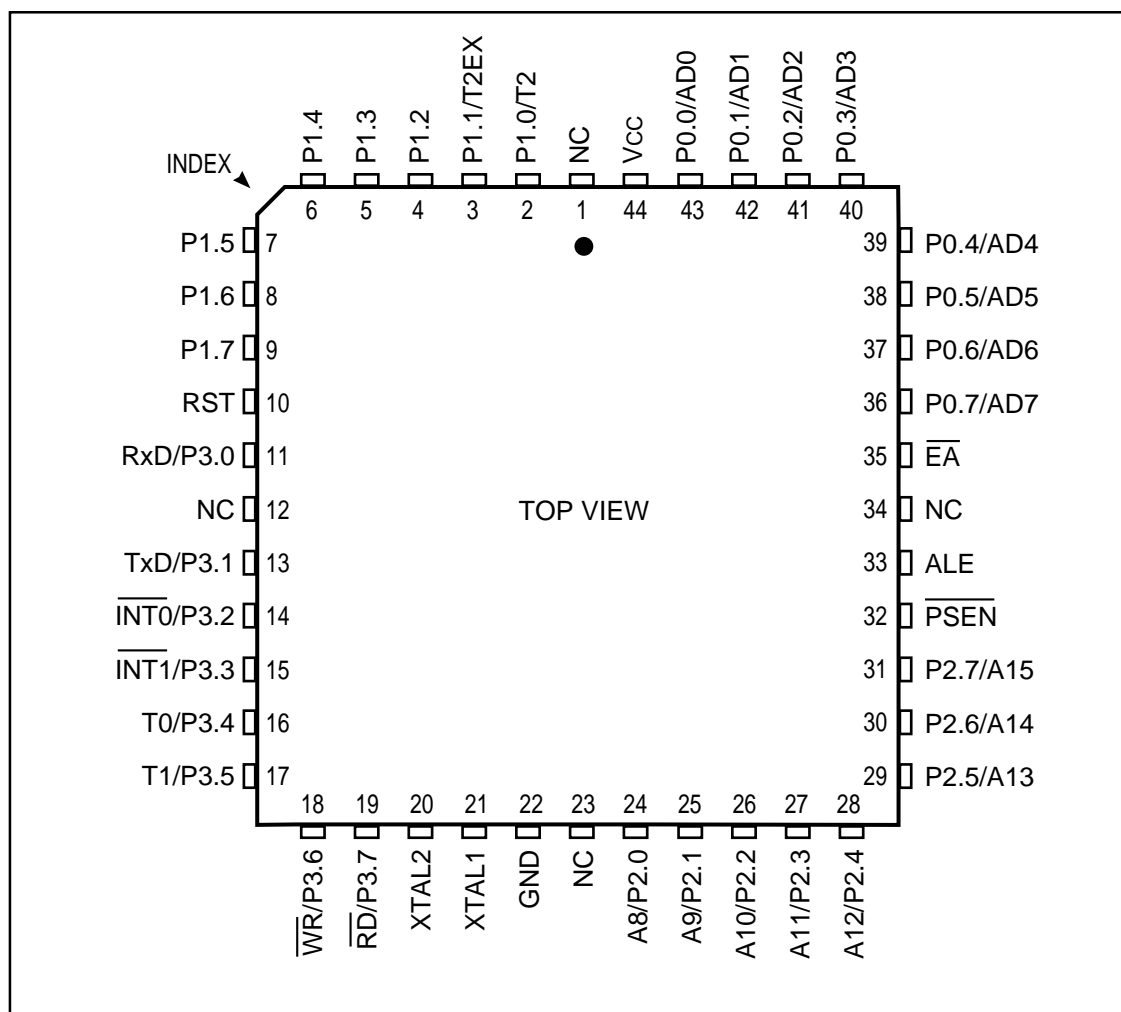 P1.4
P1.3
P1.2
P1.1/T2EX
P1.0/T2
NC
VCC
P0.0/AD0
P0.1/AD1
P0.2/AD2
P0.3/AD3
INDEX
6 5 4 3 2 1 44 43 42 41 40
P1.5 7 39 P0.4/AD4
P1.6 8 38 P0.5/AD5
P1.7 9 37 P0.6/AD6
RST 10 36 P0.7/AD7
RxD/P3.0 11 35 E̅A̅
NC 12 TOP VIEW 34 NC
TxD/P3.1 13 33 ALE
I̅N̅T̅0̅/P3.2 14 32 P̅S̅E̅N̅
I̅N̅T̅1̅/P3.3 15 31 P2.7/A15
T0/P3.4 16 30 P2.6/A14
T1/P3.5 17 29 P2.5/A13
18 19 20 21 22 23 24 25 26 27 28
W̅R̅/P3.6
R̅D̅/P3.7
XTAL2
XTAL1
GND
NC
A8/P2.0
A9/P2.1
A10/P2.2
A11/P2.3
A12/P2.4